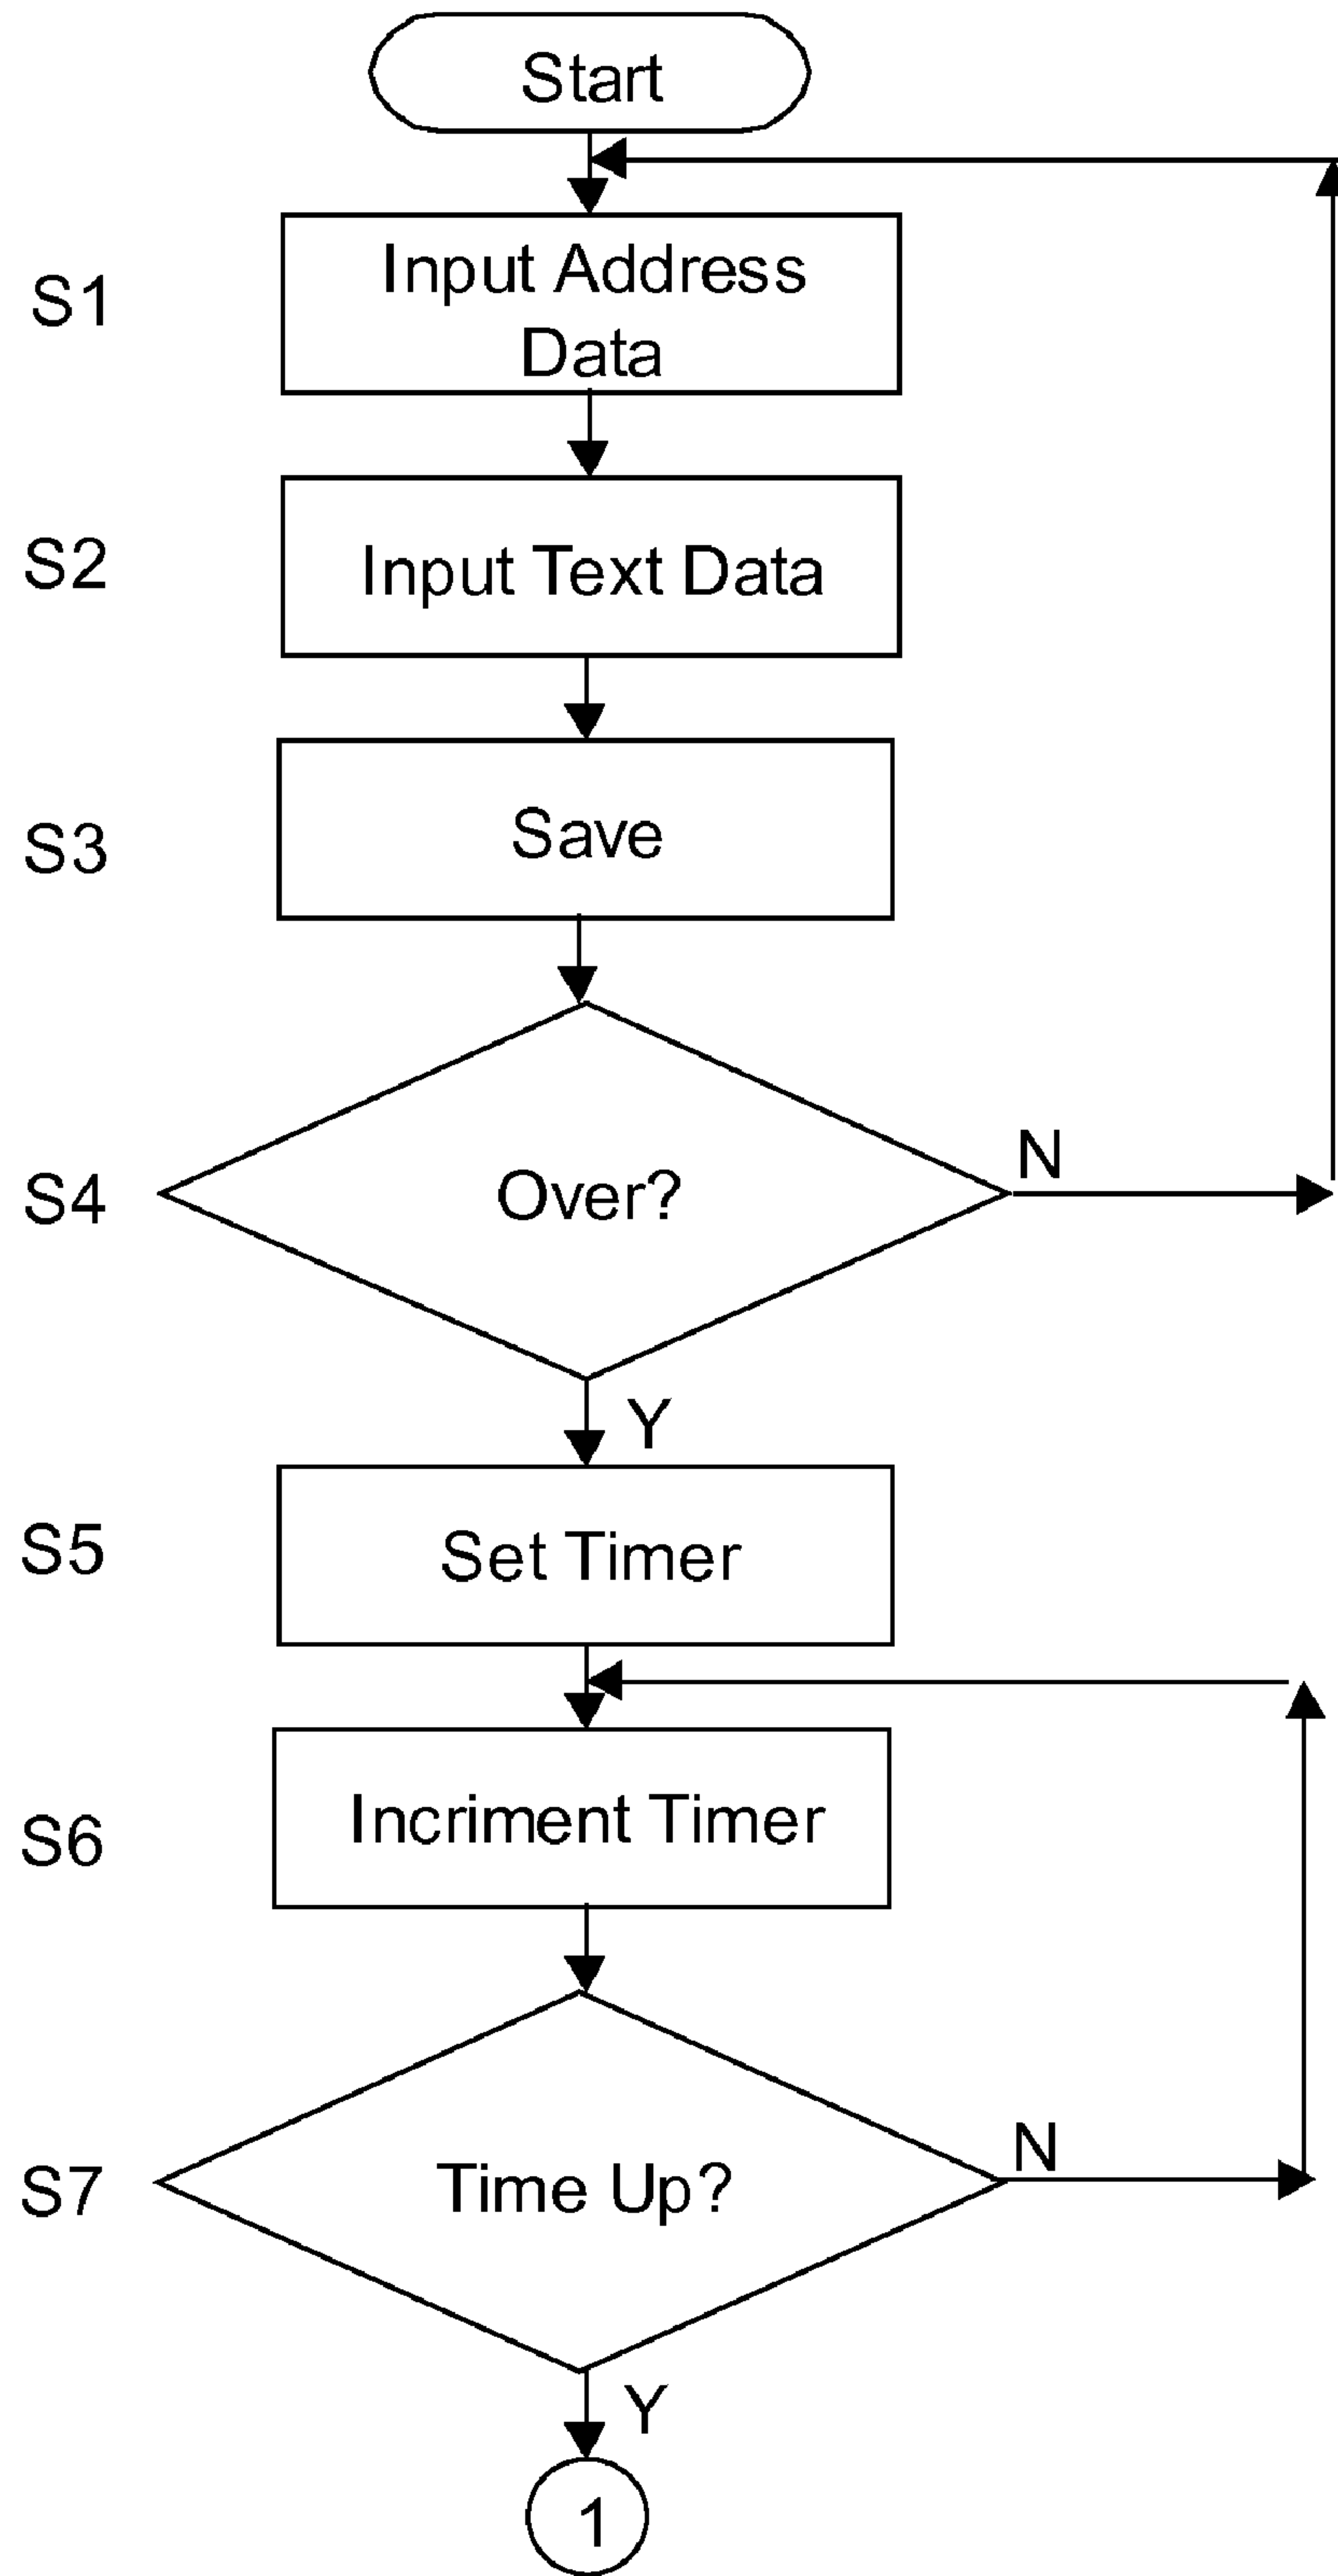 Start
S1
Input Address
Data
S2
Input Text Data
S3
Save
S4
Over?
N
Y
S5
Set Timer
S6
Incriment Timer
S7
Time Up?
N
Y
1